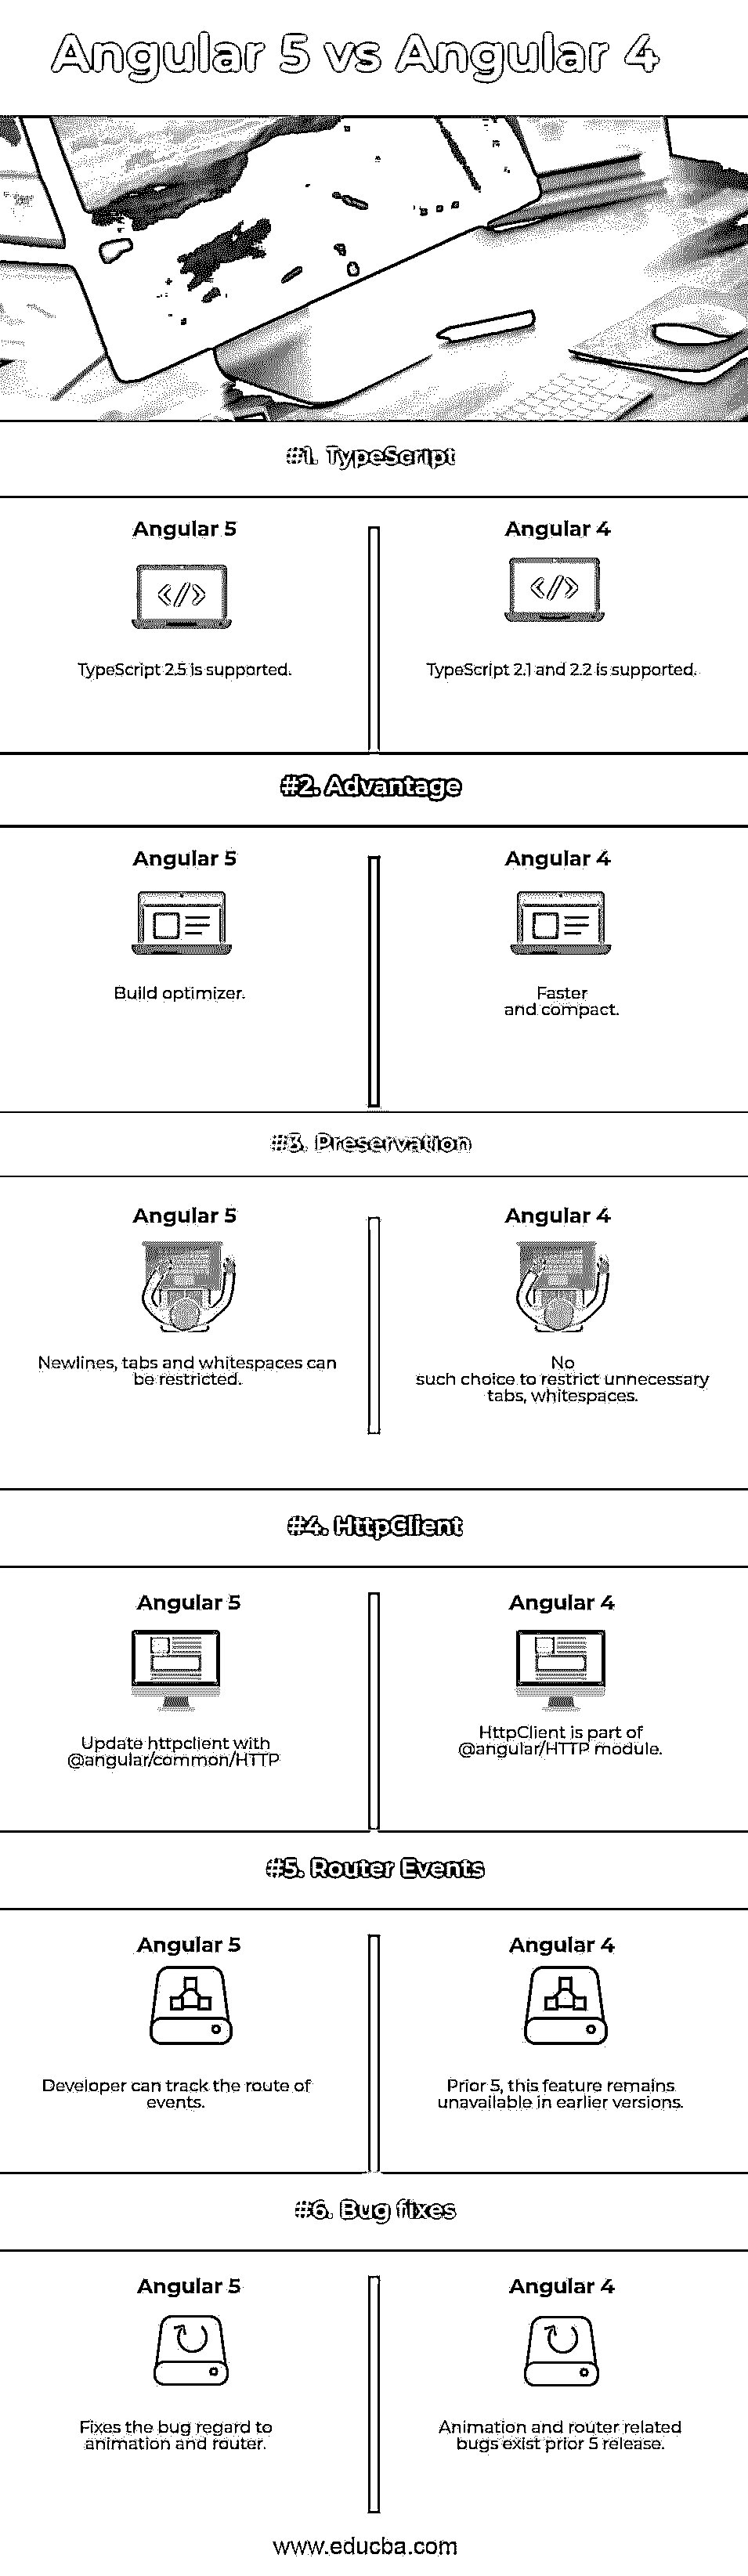 Angular 5 vs Angular 4
#1. TypeScript
Angular 5
TypeScript 2.5 is supported.
Angular 4
TypeScript 2.1 and 2.2 is supported.
#2. Advantage
Angular 5
Build optimizer.
Angular 4
Faster
and compact.
#3. Preservation
Angular 5
Newlines, tabs and whitespaces can
be restricted.
Angular 4
No
such choice to restrict unnecessary
tabs, whitespaces.
#4. HttpClient
Angular 5
Update httpclient with
@angular/common/HTTP
Angular 4
HttpClient is part of
@angular/HTTP module.
#5. Router Events
Angular 5
Developer can track the route of
events.
Angular 4
Prior 5, this feature remains
unavailable in earlier versions.
#6. Bug fixes
Angular 5
Fixes the bug regard to
animation and router.
Angular 4
Animation and router related
bugs exist prior 5 release.
www.educba.com